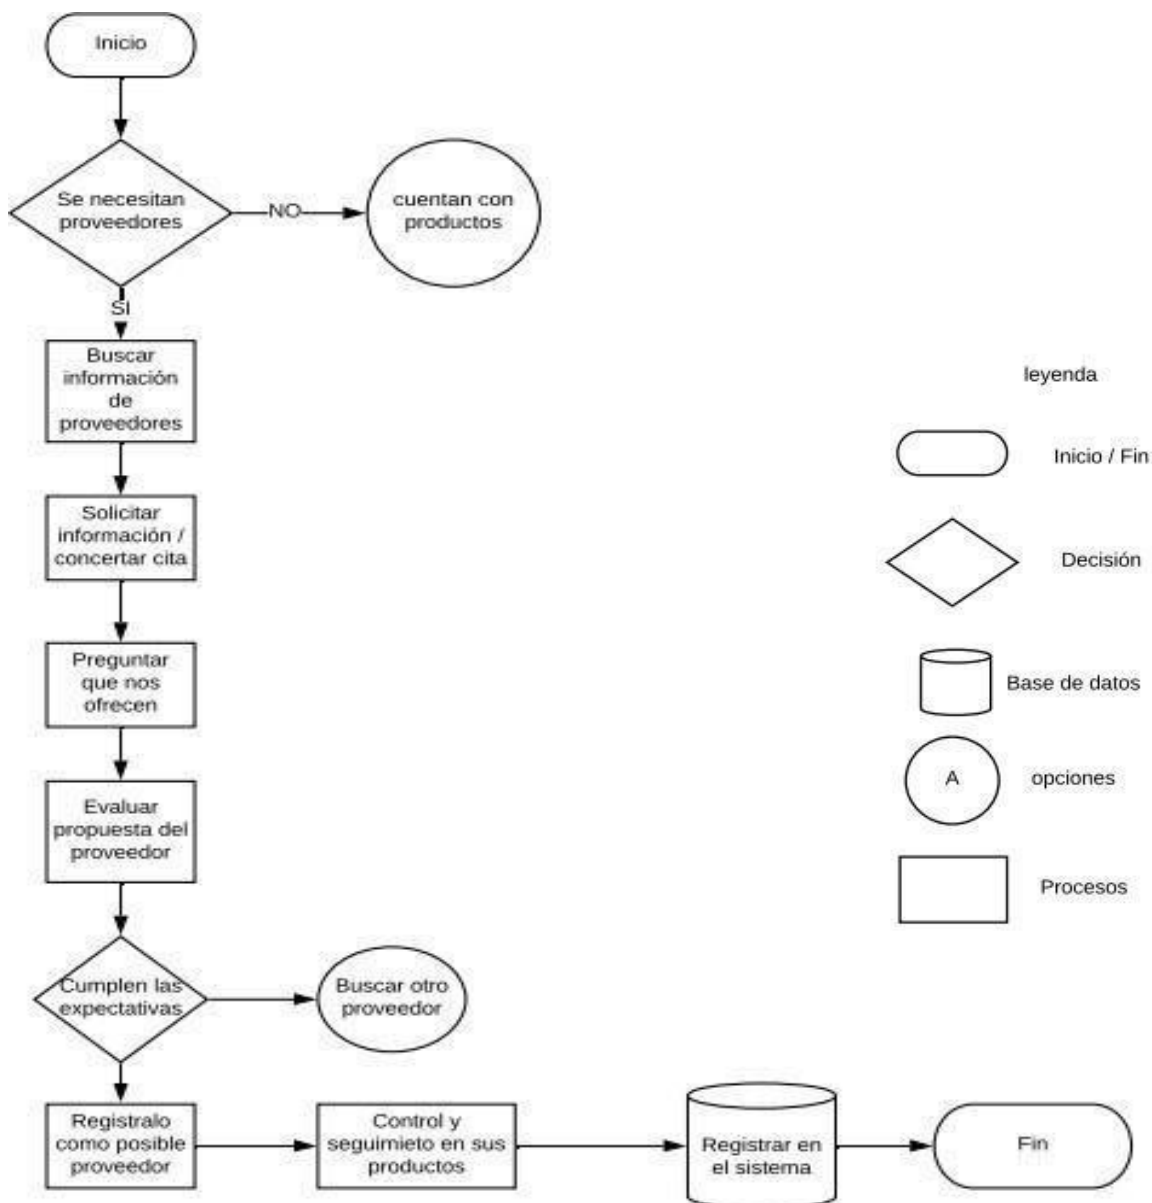 Inicio
Se necesitan
proveedores
NO
cuentan con
productos
SI
Buscar
información
de
proveedores
Solicitar
información /
concertar cita
Preguntar
que nos
ofrecen
Evaluar
propuesta del
proveedor
Cumplen las
expectativas
Buscar otro
proveedor
Registralo
como posible
proveedor
Control y
seguimieto en sus
productos
Registrar en
el sistema
Fin
leyenda
Inicio / Fin
Decisión
Base de datos
A
opciones
Procesos